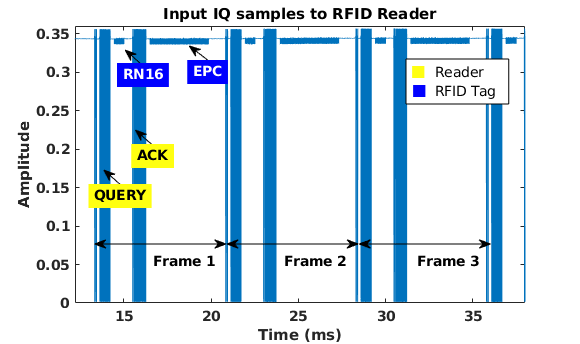 Input IQ samples to RFID Reader
Amplitude
0.35
0.3
0.25
0.2
0.15
0.1
0.05
0
RN16
EPC
ACK
QUERY
Reader
RFID Tag
Frame 1
Frame 2
Frame 3
15
20
25
30
35
Time (ms)